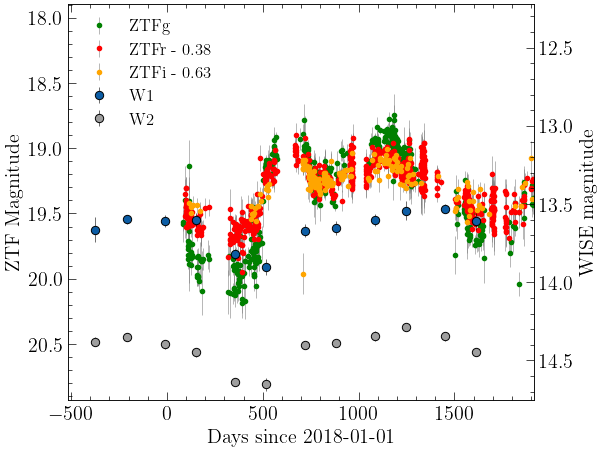 ZTFg
ZTFr - 0.38
ZTFi - 0.63
W1
W2
ZTF Magnitude
18.0
18.5
19.0
19.5
20.0
20.5
WISE magnitude
12.5
13.0
13.5
14.0
14.5
−500
0
500
1000
1500
Days since 2018-01-01